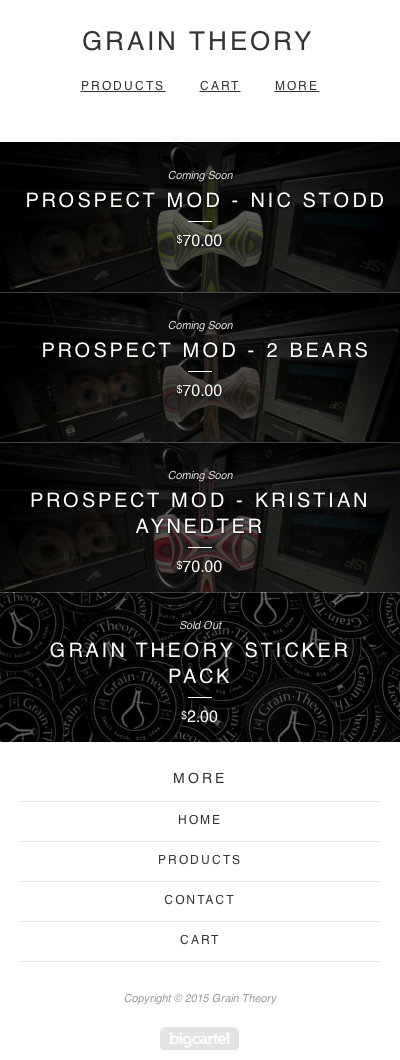 GRAIN THEORY
PRODUCTS CART MORE
Coming Soon
PROSPECT MOD - NIC STODD
$70.00
Coming Soon
PROSPECT MOD - 2 BEARS
$70.00
Coming Soon
PROSPECT MOD - KRISTIAN
AYNEDTER
$70.00
Sold Out
GRAIN THEORY STICKER
PACK
$2.00
MORE
HOME
PRODUCTS
CONTACT
CART
Copyright © 2015 Grain Theory
bigcartel